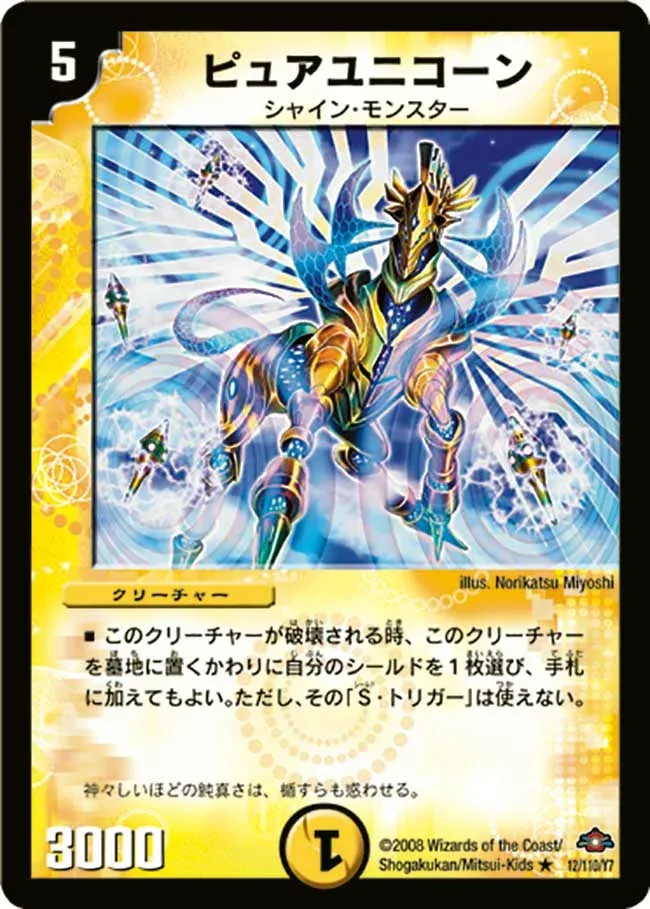 5
ピュアユニコーン
シャイン・モンスター
illus. Norikatsu Miyoshi
クリーチャー
■ このクリーチャーが破壊される時、このクリーチャー
を墓地に置くかわりに自分のシールドを1枚選び、手札
に加えてもよい。ただし、その「S・トリガー」は使えない。
神々しいほどの純真さは、楯すらも惑わせる。
3000
1
©2008 Wizards of the Coast/
Shogakukan/Mitsui-Kids ★ 12/110/Y7